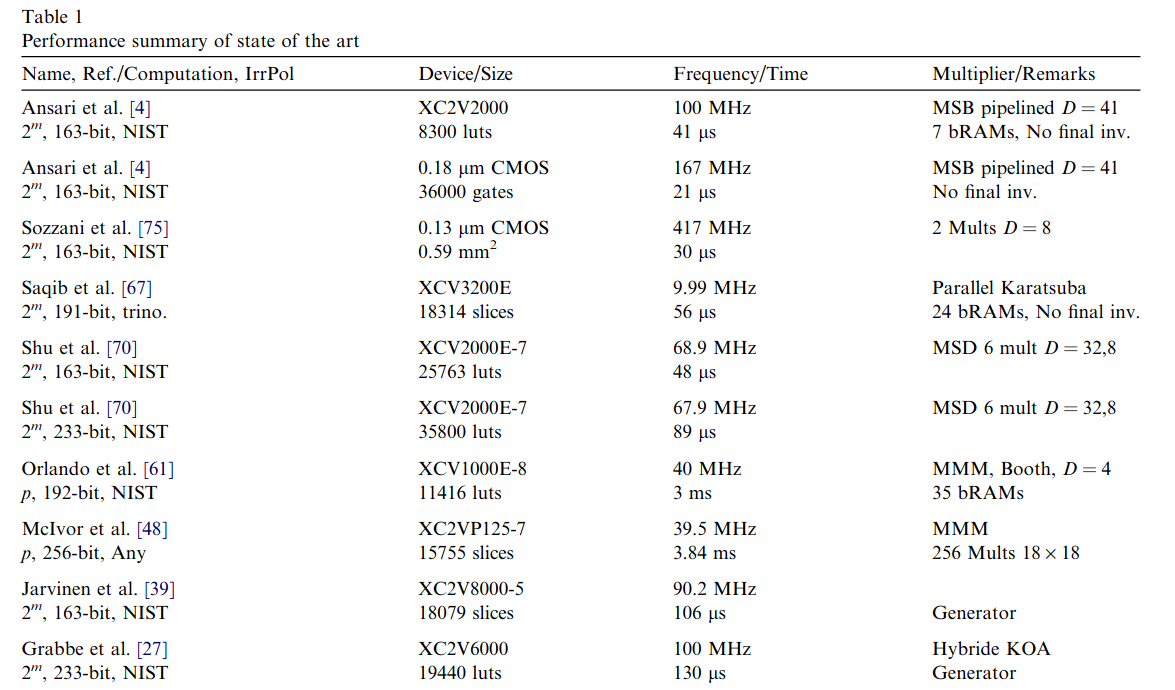 Table 1
Performance summary of state of the art
Name, Ref./Computation, IrrPol Device/Size Frequency/Time Multiplier/Remarks
Ansari et al. [4] XC2V2000 100 MHz MSB pipelined D = 41
2^m, 163-bit, NIST 8300 luts 41 μs 7 bRAMs, No final inv.
Ansari et al. [4] 0.18 μm CMOS 167 MHz MSB pipelined D = 41
2^m, 163-bit, NIST 36000 gates 21 μs No final inv.
Sozzani et al. [75] 0.13 μm CMOS 417 MHz 2 Mults D = 8
2^m, 163-bit, NIST 0.59 mm² 30 μs
Saqib et al. [67] XCV3200E 9.99 MHz Parallel Karatsuba
2^m, 191-bit, trino. 18314 slices 56 μs 24 bRAMs, No final inv.
Shu et al. [70] XCV2000E-7 68.9 MHz MSD 6 mult D = 32,8
2^m, 163-bit, NIST 25763 luts 48 μs
Shu et al. [70] XCV2000E-7 67.9 MHz MSD 6 mult D = 32,8
2^m, 233-bit, NIST 35800 luts 89 μs
Orlando et al. [61] XCV1000E-8 40 MHz MMM, Booth, D = 4
p, 192-bit, NIST 11416 luts 3 ms 35 bRAMs
McIvor et al. [48] XC2VP125-7 39.5 MHz MMM
p, 256-bit, Any 15755 slices 3.84 ms 256 Mults 18 × 18
Jarvinen et al. [39] XC2V8000-5 90.2 MHz
2^m, 163-bit, NIST 18079 slices 106 μs Generator
Grabbe et al. [27] XC2V6000 100 MHz Hybride KOA
2^m, 233-bit, NIST 19440 luts 130 μs Generator